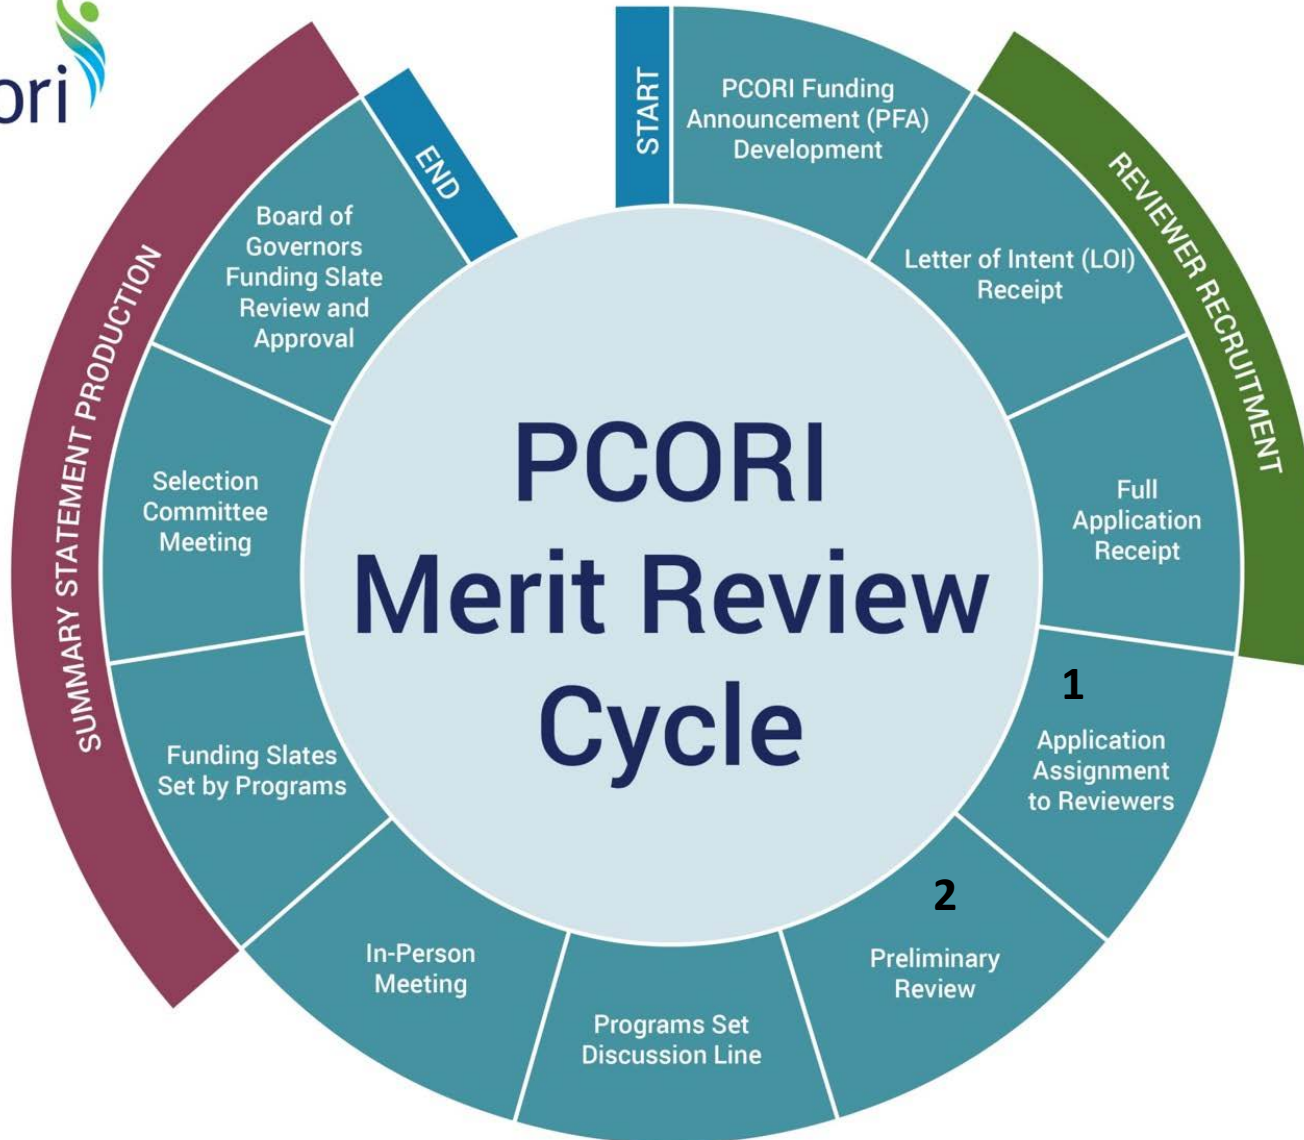 ori
START
PCORI Funding
Announcement (PFA)
Development
REVIEWER RECRUITMENT
Letter of Intent (LOI)
Receipt
Full
Application
Receipt
1
Application
Assignment
to Reviewers
2
Preliminary
Review
Programs Set
Discussion Line
In-Person
Meeting
Funding Slates
Set by Programs
Selection
Committee
Meeting
Board of
Governors
Funding Slate
Review and
Approval
SUMMARY STATEMENT PRODUCTION
END
PCORI
Merit Review
Cycle